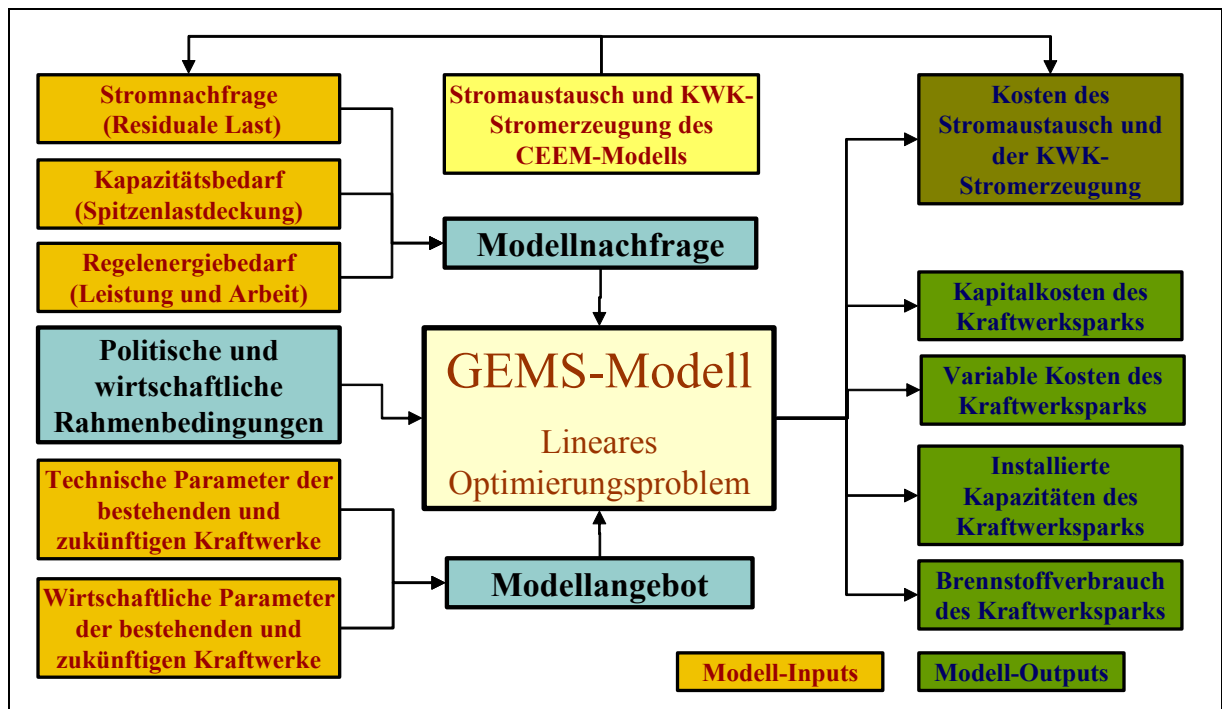 Stromnachfrage
(Residuale Last)
Kapazitätsbedarf
(Spitzenlastdeckung)
Regelenergiebedarf
(Leistung und Arbeit)
Politische und
wirtschaftliche
Rahmenbedingungen
Technische Parameter der
bestehenden und
zukünftigen Kraftwerke
Wirtschaftliche Parameter
der bestehenden und
zukünftigen Kraftwerke
Stromaustausch und KWK-
Stromerzeugung des
CEEM-Modells
Modellnachfrage
GEMS-Modell
Lineares
Optimierungsproblem
Modellangebot
Kosten des
Stromaustausch und
der KWK-
Stromerzeugung
Kapitalkosten des
Kraftwerksparks
Variable Kosten des
Kraftwerksparks
Installierte
Kapazitäten des
Kraftwerksparks
Brennstoffverbrauch
des Kraftwerksparks
Modell-Inputs
Modell-Outputs